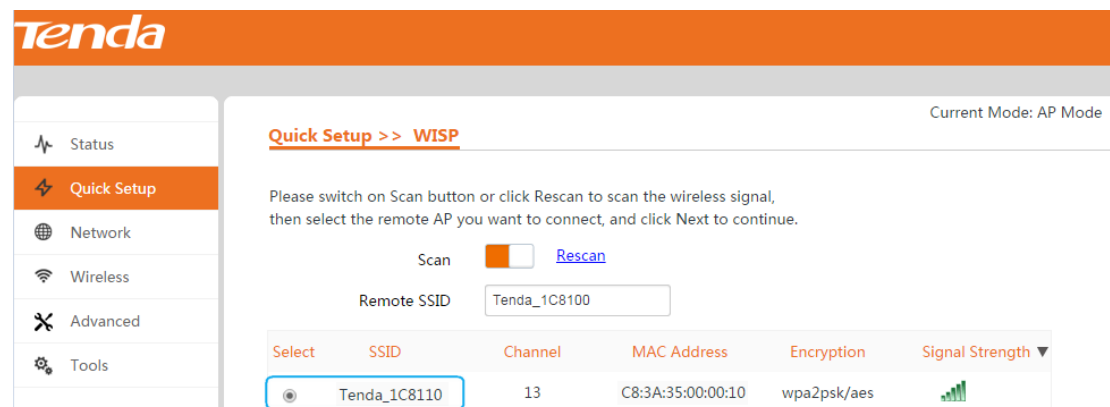 Tenda
Current Mode: AP Mode
Quick Setup >> WISP
Status
Quick Setup
Network
Wireless
Advanced
Tools
Please switch on Scan button or click Rescan to scan the wireless signal,
then select the remote AP you want to connect, and click Next to continue.
Scan Rescan
Remote SSID Tenda_1C8100
Select SSID Channel MAC Address Encryption Signal Strength ▼
Tenda_1C8110 13 C8:3A:35:00:00:10 wpa2psk/aes